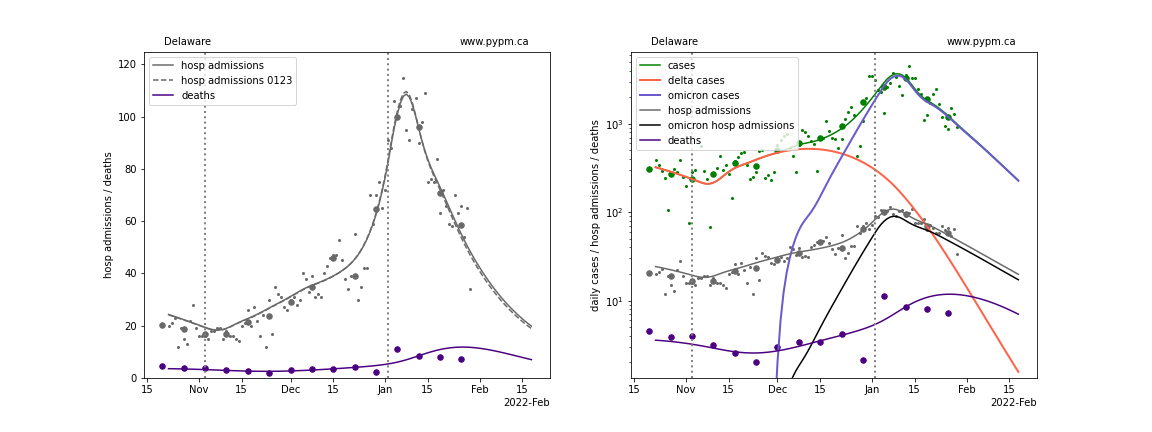 Delaware
www.pypm.ca
hosp admissions
hosp admissions 0123
deaths
hosp admissions / deaths
120
100
80
60
40
20
0
15
Nov
15
Dec
15
Jan
15
Feb
15
2022-Feb
Delaware
www.pypm.ca
cases
delta cases
omicron cases
hosp admissions
omicron hosp admissions
deaths
daily cases / hosp admissions / deaths
10³
10²
10¹
15
Nov
15
Dec
15
Jan
15
Feb
15
2022-Feb